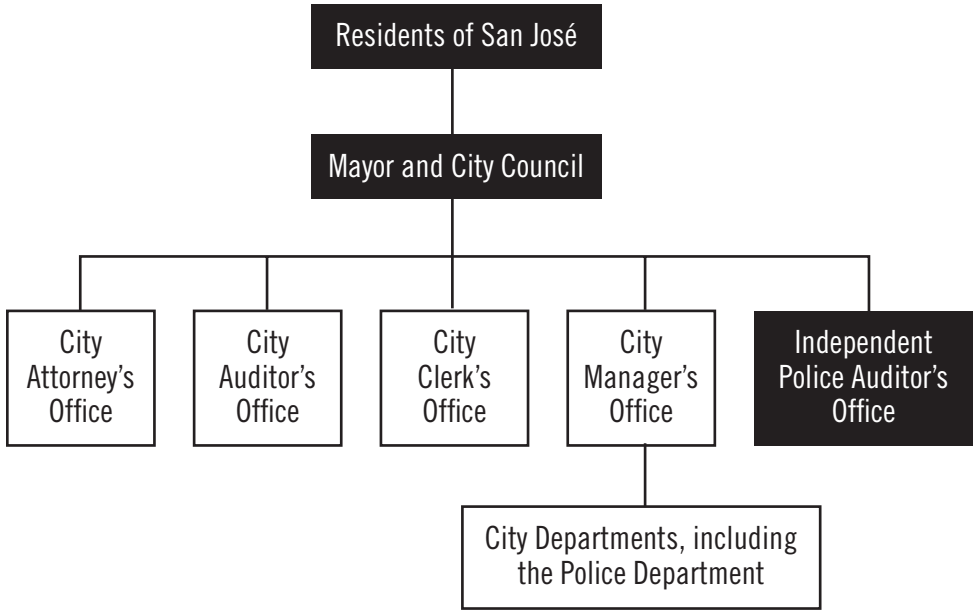 Residents of San José
Mayor and City Council
City
Attorney's
Office
City
Auditor's
Office
City
Clerk's
Office
City
Manager's
Office
Independent
Police Auditor's
Office
City Departments, including
the Police Department